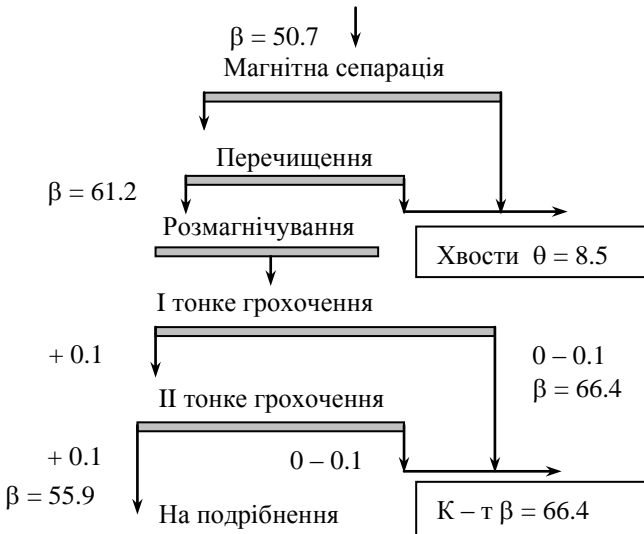 β = 50.7
Магнітна сепарація
Перечищення
β = 61.2
Розмагнічування
Хвости θ = 8.5
І тонке грохочення
+ 0.1
0 – 0.1
β = 66.4
ІІ тонке грохочення
+ 0.1
0 – 0.1
β = 55.9
На подрібнення
К – т β = 66.4